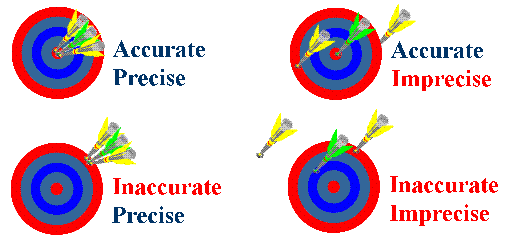 Accurate
Precise
Accurate
Imprecise
Inaccurate
Precise
Inaccurate
Imprecise